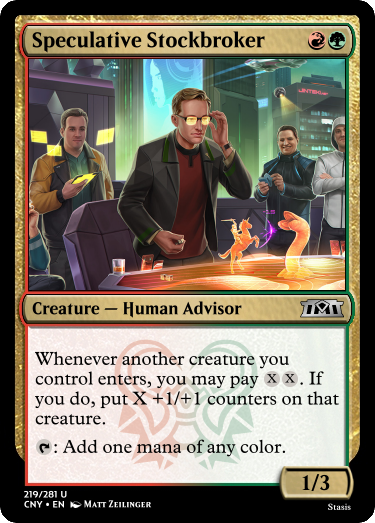 Speculative Stockbroker
Creature — Human Advisor
Whenever another creature you
control enters, you may pay XX. If
you do, put X +1/+1 counters on that
creature.
: Add one mana of any color.
1/3
219/281 U
CNY • EN Matt Zeilinger
Stasis